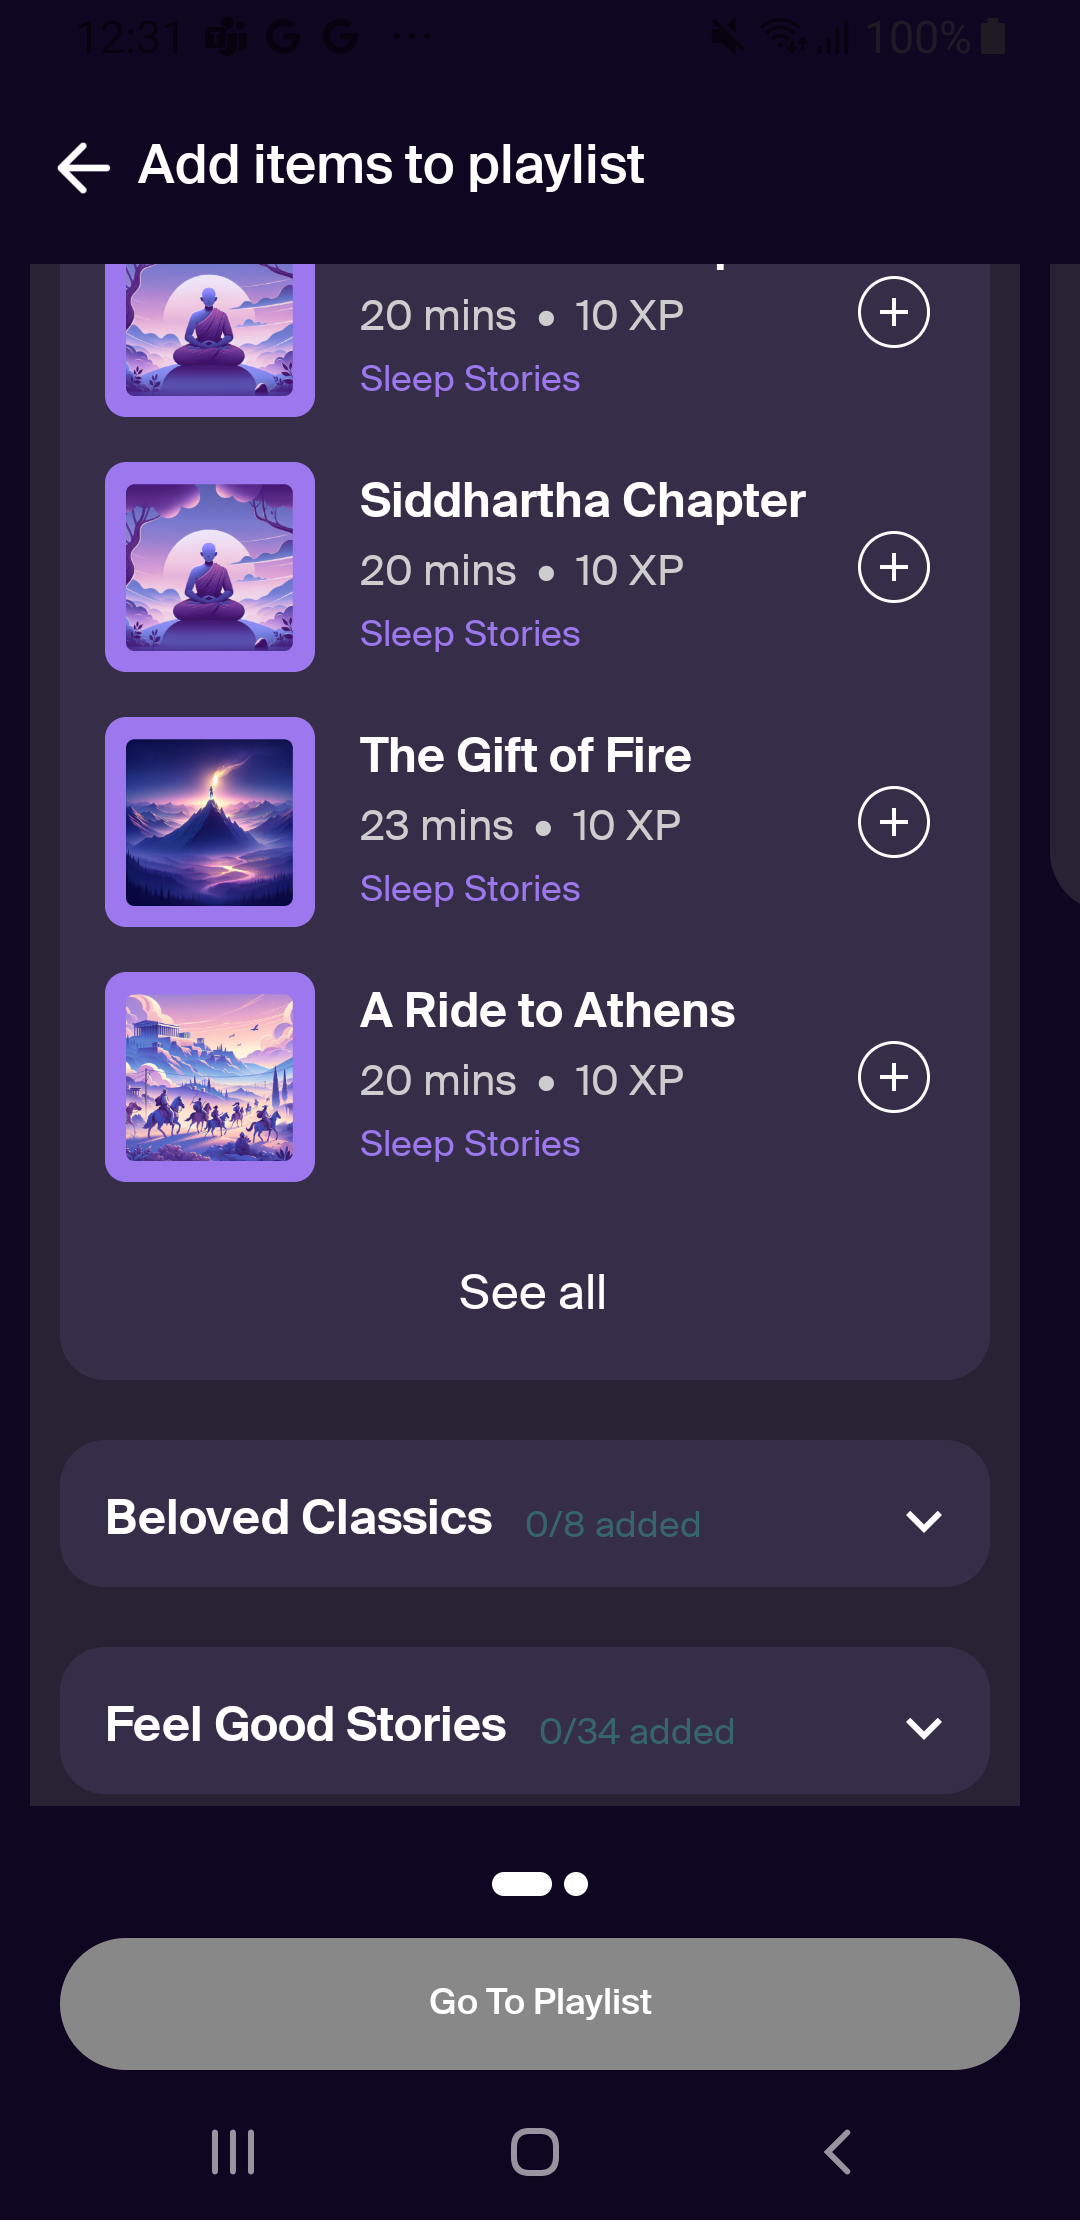 12:31 100%
Add items to playlist
20 mins • 10 XP
Sleep Stories
Siddhartha Chapter
20 mins • 10 XP
Sleep Stories
The Gift of Fire
23 mins • 10 XP
Sleep Stories
A Ride to Athens
20 mins • 10 XP
Sleep Stories
See all
Beloved Classics 0/8 added
Feel Good Stories 0/34 added
Go To Playlist